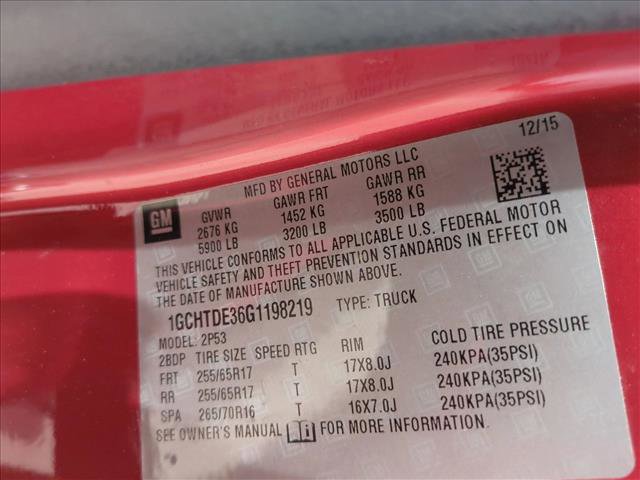 12/15
MFD BY GENERAL MOTORS LLC
GM
GVWR GAWR FRT GAWR RR
2676 KG 1452 KG 1588 KG
5900 LB 3200 LB 3500 LB
THIS VEHICLE CONFORMS TO ALL APPLICABLE U.S. FEDERAL MOTOR
VEHICLE SAFETY AND THEFT PREVENTION STANDARDS IN EFFECT ON
THE DATE OF MANUFACTURE SHOWN ABOVE.
1GCHTDE36G1198219 TYPE: TRUCK
MODEL: 2P53
2BDP TIRE SIZE SPEED RTG RIM COLD TIRE PRESSURE
FRT 255/65R17 T 17X8.0J 240KPA(35PSI)
RR 255/65R17 T 17X8.0J 240KPA(35PSI)
SPA 265/70R16 T 16X7.0J 240KPA(35PSI)
SEE OWNER'S MANUAL i FOR MORE INFORMATION.